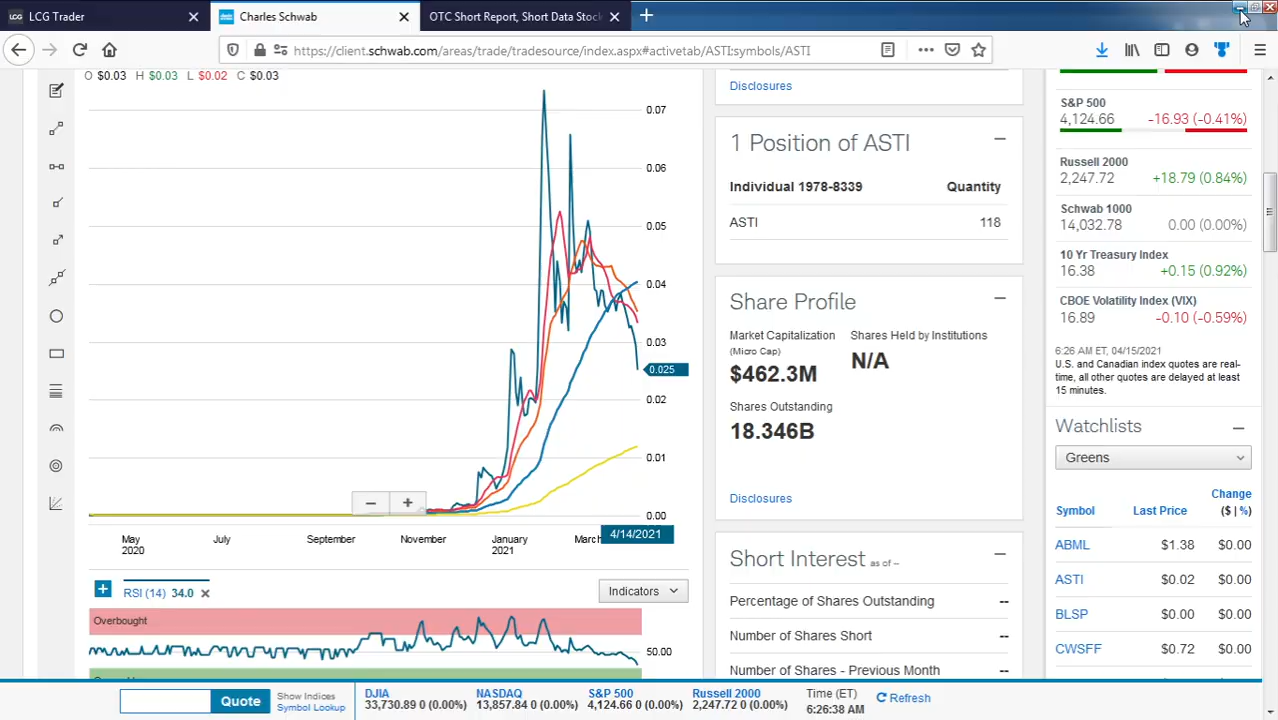 LCG Trader
Charles Schwab
OTC Short Report, Short Data Stock
https://client.schwab.com/areas/trade/tradesource/index.aspx#activetab/ASTI:symbols/ASTI
O $0.03 H $0.03 L $0.02 C $0.03
0.07
0.06
0.05
0.04
0.03
0.025
0.02
0.01
0.00
May
2020
July
September
November
January
2021
March
4/14/2021
RSI (14) 34.0
Indicators
Overbought
50.00
Disclosures
1 Position of ASTI
Individual 1978-8339 Quantity
ASTI 118
Share Profile
Market Capitalization
(Micro Cap)
$462.3M
Shares Held by Institutions
N/A
Shares Outstanding
18.346B
Disclosures
Short Interest as of –
Percentage of Shares Outstanding --
Number of Shares Short --
Number of Shares - Previous Month --
S&P 500
4,124.66 -16.93 (-0.41%)
Russell 2000
2,247.72 +18.79 (0.84%)
Schwab 1000
14,032.78 0.00 (0.00%)
10 Yr Treasury Index
16.38 +0.15 (0.92%)
CBOE Volatility Index (VIX)
16.89 -0.10 (-0.59%)
6:26 AM ET, 04/15/2021
U.S. and Canadian index quotes are real-
time, all other quotes are delayed at least
15 minutes.
Watchlists
Greens
Symbol Last Price Change
($ | %)
ABML $1.38 $0.00
ASTI $0.02 $0.00
BLSP $0.00 $0.00
CWSFF $0.72 $0.00
Quote
Show Indices
Symbol Lookup
DJIA
33,730.89 0 (0.00%)
NASDAQ
13,857.84 0 (0.00%)
S&P 500
4,124.66 0 (0.00%)
Russell 2000
2,247.72 0 (0.00%)
Time (ET)
6:26:38 AM
Refresh